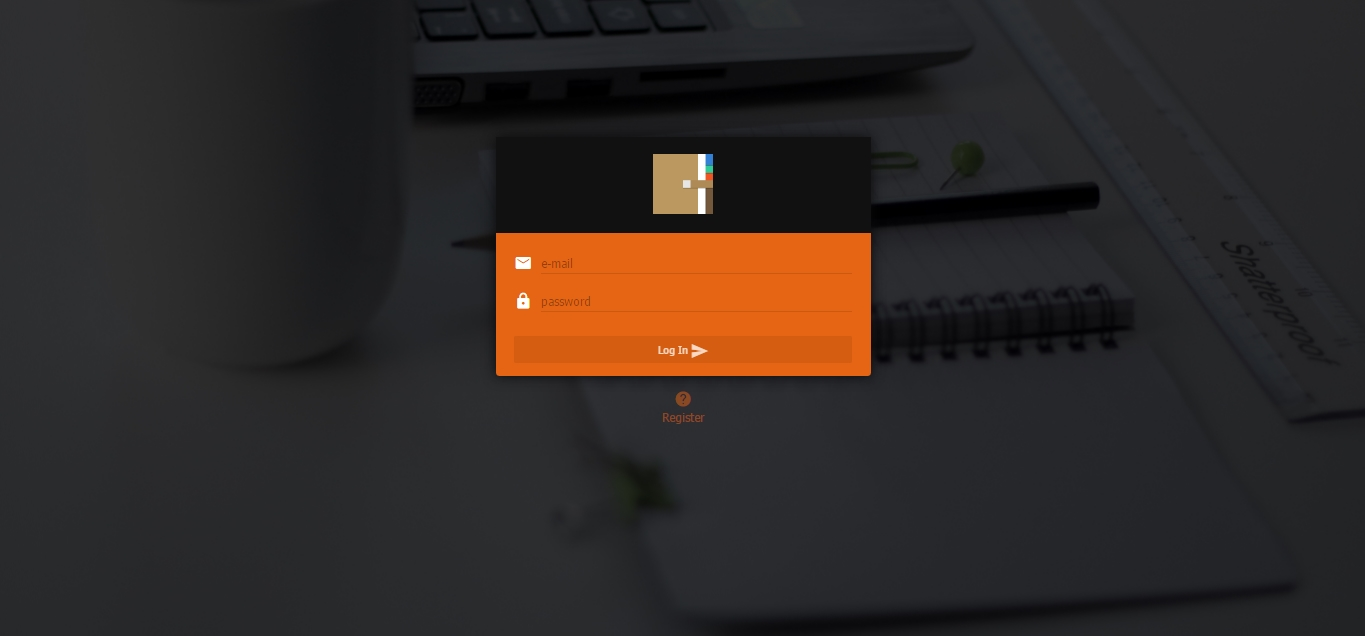 e-mail
password
Log In
Register
Shatterproof